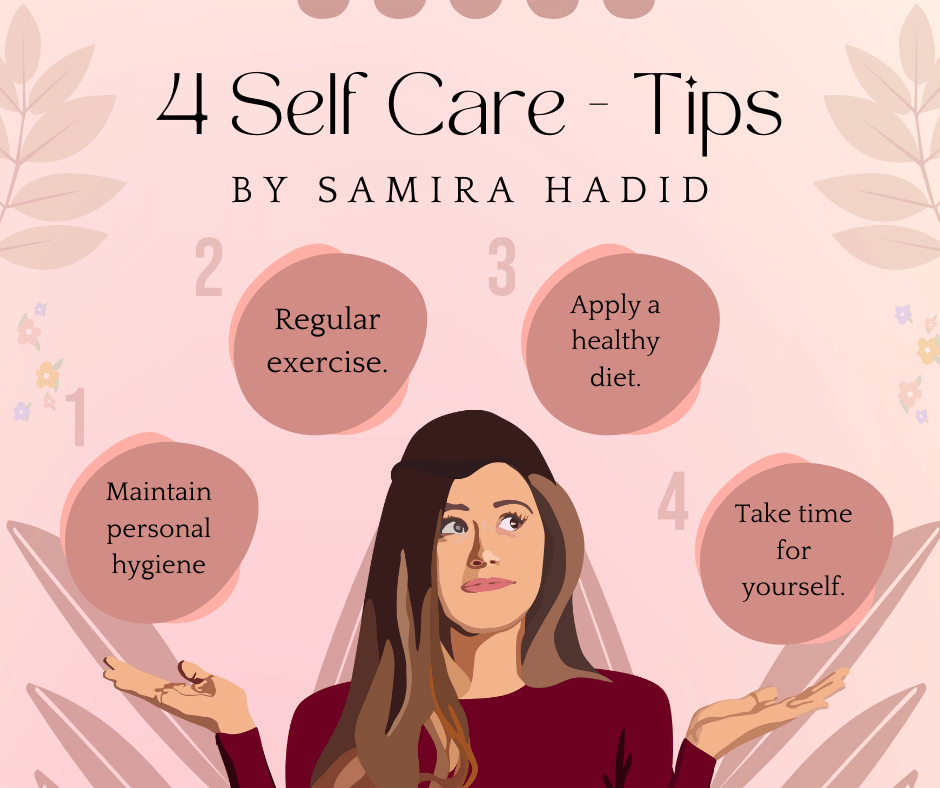 4 Self Care - Tips
BY SAMIRA HADID
1
Maintain
personal
hygiene
2
Regular
exercise.
3
Apply a
healthy
diet.
4
Take time
for
yourself.